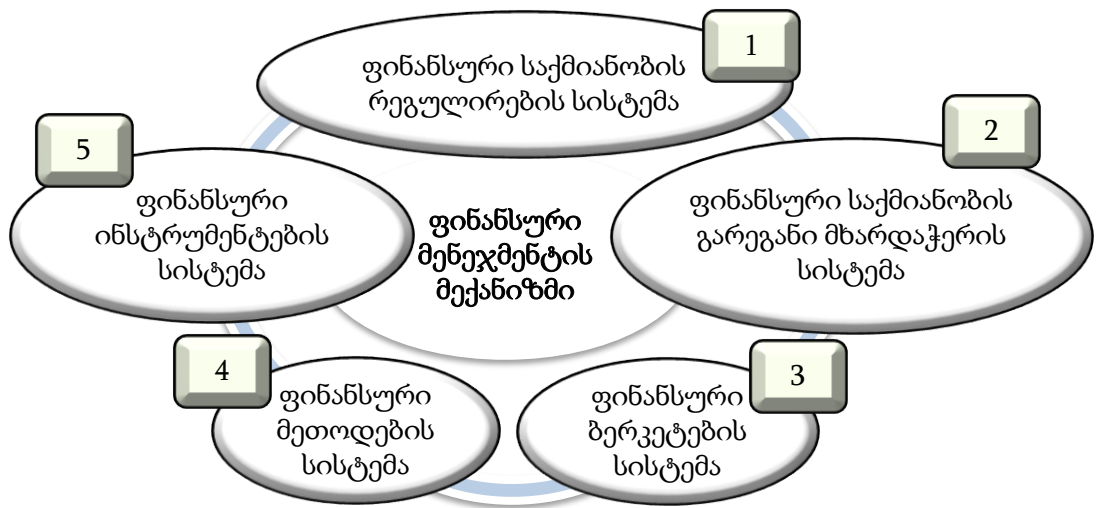 1
ფინანსური საქმიანობის
რეგულირების სისტემა
2
ფინანსური საქმიანობის
გარეგანი მხარდაჭერის
სისტემა
3
ფინანსური
ბერკეტების
სისტემა
4
ფინანსური
მეთოდების
სისტემა
5
ფინანსური
ინსტრუმენტების
სისტემა
ფინანსური
მენეჯმენტის
მექანიზმი